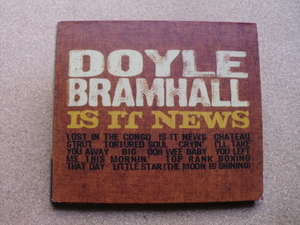 DOYLE
BRAMHALL
IS IT NEWS
LOST IN THE CONGO IS IT NEWS CHATEAU
STRUT TORTURED SOUL CRYIN' I'LL TAKE
YOU AWAY BIG OOH WEE BABY YOU LEFT
ME THIS MORNIN' TOP RANK BOXING
THAT DAY LITTLE STAR (THE MOON IS SHINING)